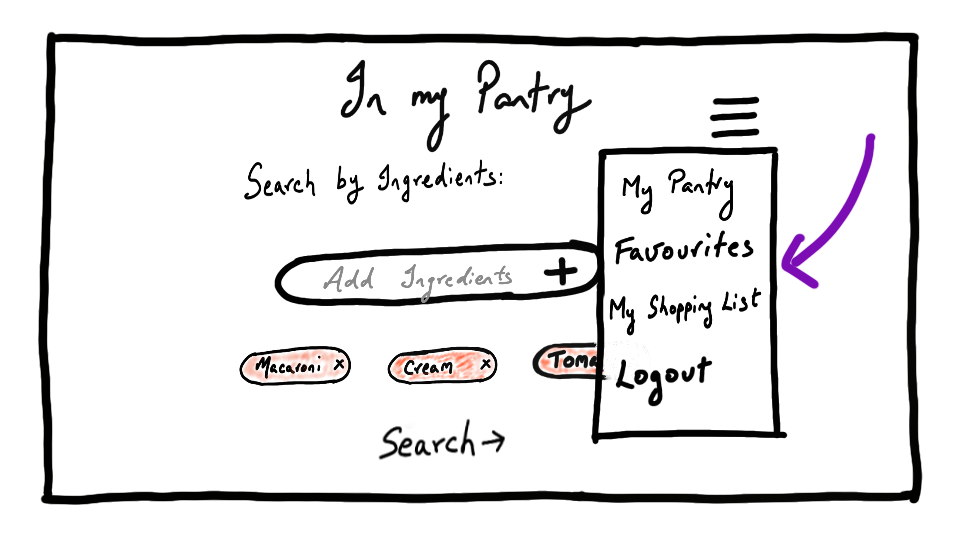 In my Pantry
Search by Ingredients:
Add Ingredients +
Macaroni x
Cream x
Toma
Search →
My Pantry
Favourites
My Shopping List
Logout